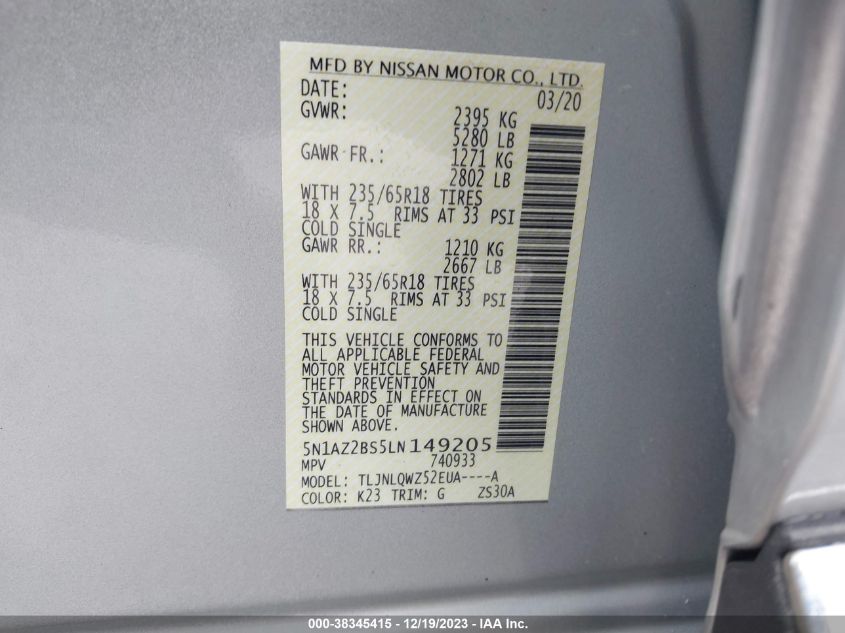 MFD BY NISSAN MOTOR CO., LTD.
DATE: 03/20
GVWR: 2395 KG
5280 LB
GAWR FR.: 1271 KG
2802 LB
WITH 235/65R18 TIRES
18 X 7.5 RIMS AT 33 PSI
COLD SINGLE
GAWR RR.: 1210 KG
2667 LB
WITH 235/65R18 TIRES
18 X 7.5 RIMS AT 33 PSI
COLD SINGLE
THIS VEHICLE CONFORMS TO
ALL APPLICABLE FEDERAL
MOTOR VEHICLE SAFETY AND
THEFT PREVENTION
STANDARDS IN EFFECT ON
THE DATE OF MANUFACTURE
SHOWN ABOVE.
5N1AZ2BS5LN149205
MPV 740933
MODEL: TLJNLQWZ52EUA----A
COLOR: K23 TRIM: G ZS30A
000-38345415 - 12/19/2023 - IAA Inc.